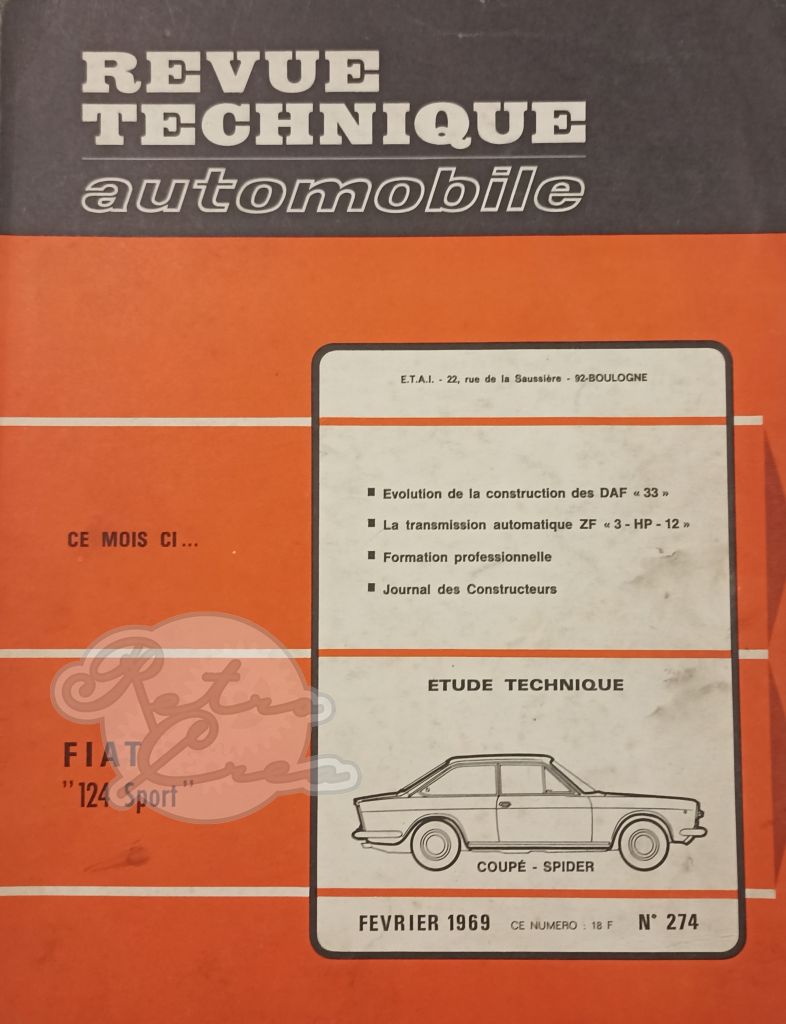 REVUE
TECHNIQUE
automobile
E.T.A.I. - 22, rue de la Saussière - 92-BOULOGNE
CE MOIS CI...
■ Evolution de la construction des DAF « 33 »
■ La transmission automatique ZF « 3 - HP - 12 »
■ Formation professionnelle
■ Journal des Constructeurs
Retro
Crea
FIAT
"124 Sport"
ETUDE TECHNIQUE
COUPÉ - SPIDER
FEVRIER 1969 CE NUMERO : 18 F N° 274